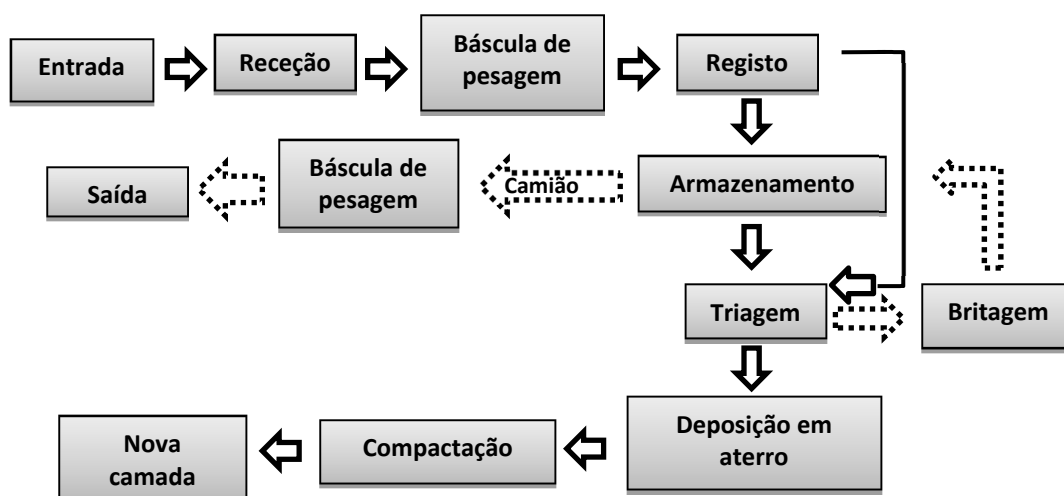 Entrada
Receção
Báscula de
pesagem
Registo
Saída
Báscula de
pesagem
Camião
Armazenamento
Triagem
Britagem
Nova
camada
Compactação
Deposição em
aterro